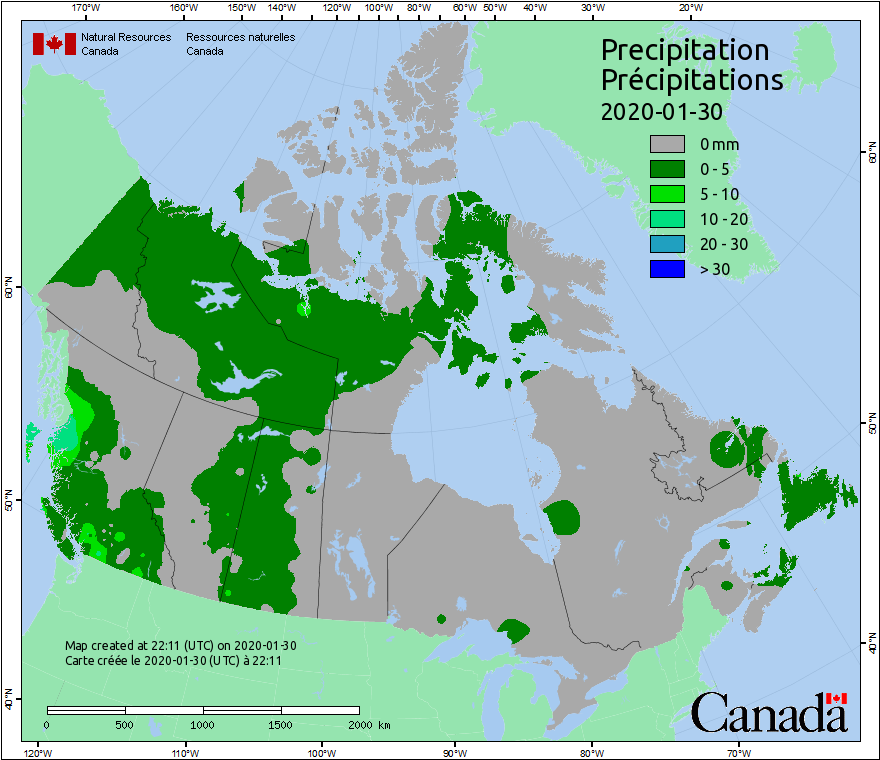 170°W 160°W 150°W 140°W 130°W 120°W 110°W 100°W 90°W 80°W 60°W 50°W 40°W 30°W 20°W
Natural Resources Ressources naturelles
Canada Canada
Precipitation
Précipitations
2020-01-30
0 mm
0 - 5
5 - 10
10 - 20
20 - 30
> 30
60°N
60°N
50°N
50°N
40°N
40°N
Map created at 22:11 (UTC) on 2020-01-30
Carte créée le 2020-01-30 (UTC) à 22:11
0 500 1000 1500 2000 km
Canada
120°W 110°W 100°W 90°W 80°W 70°W